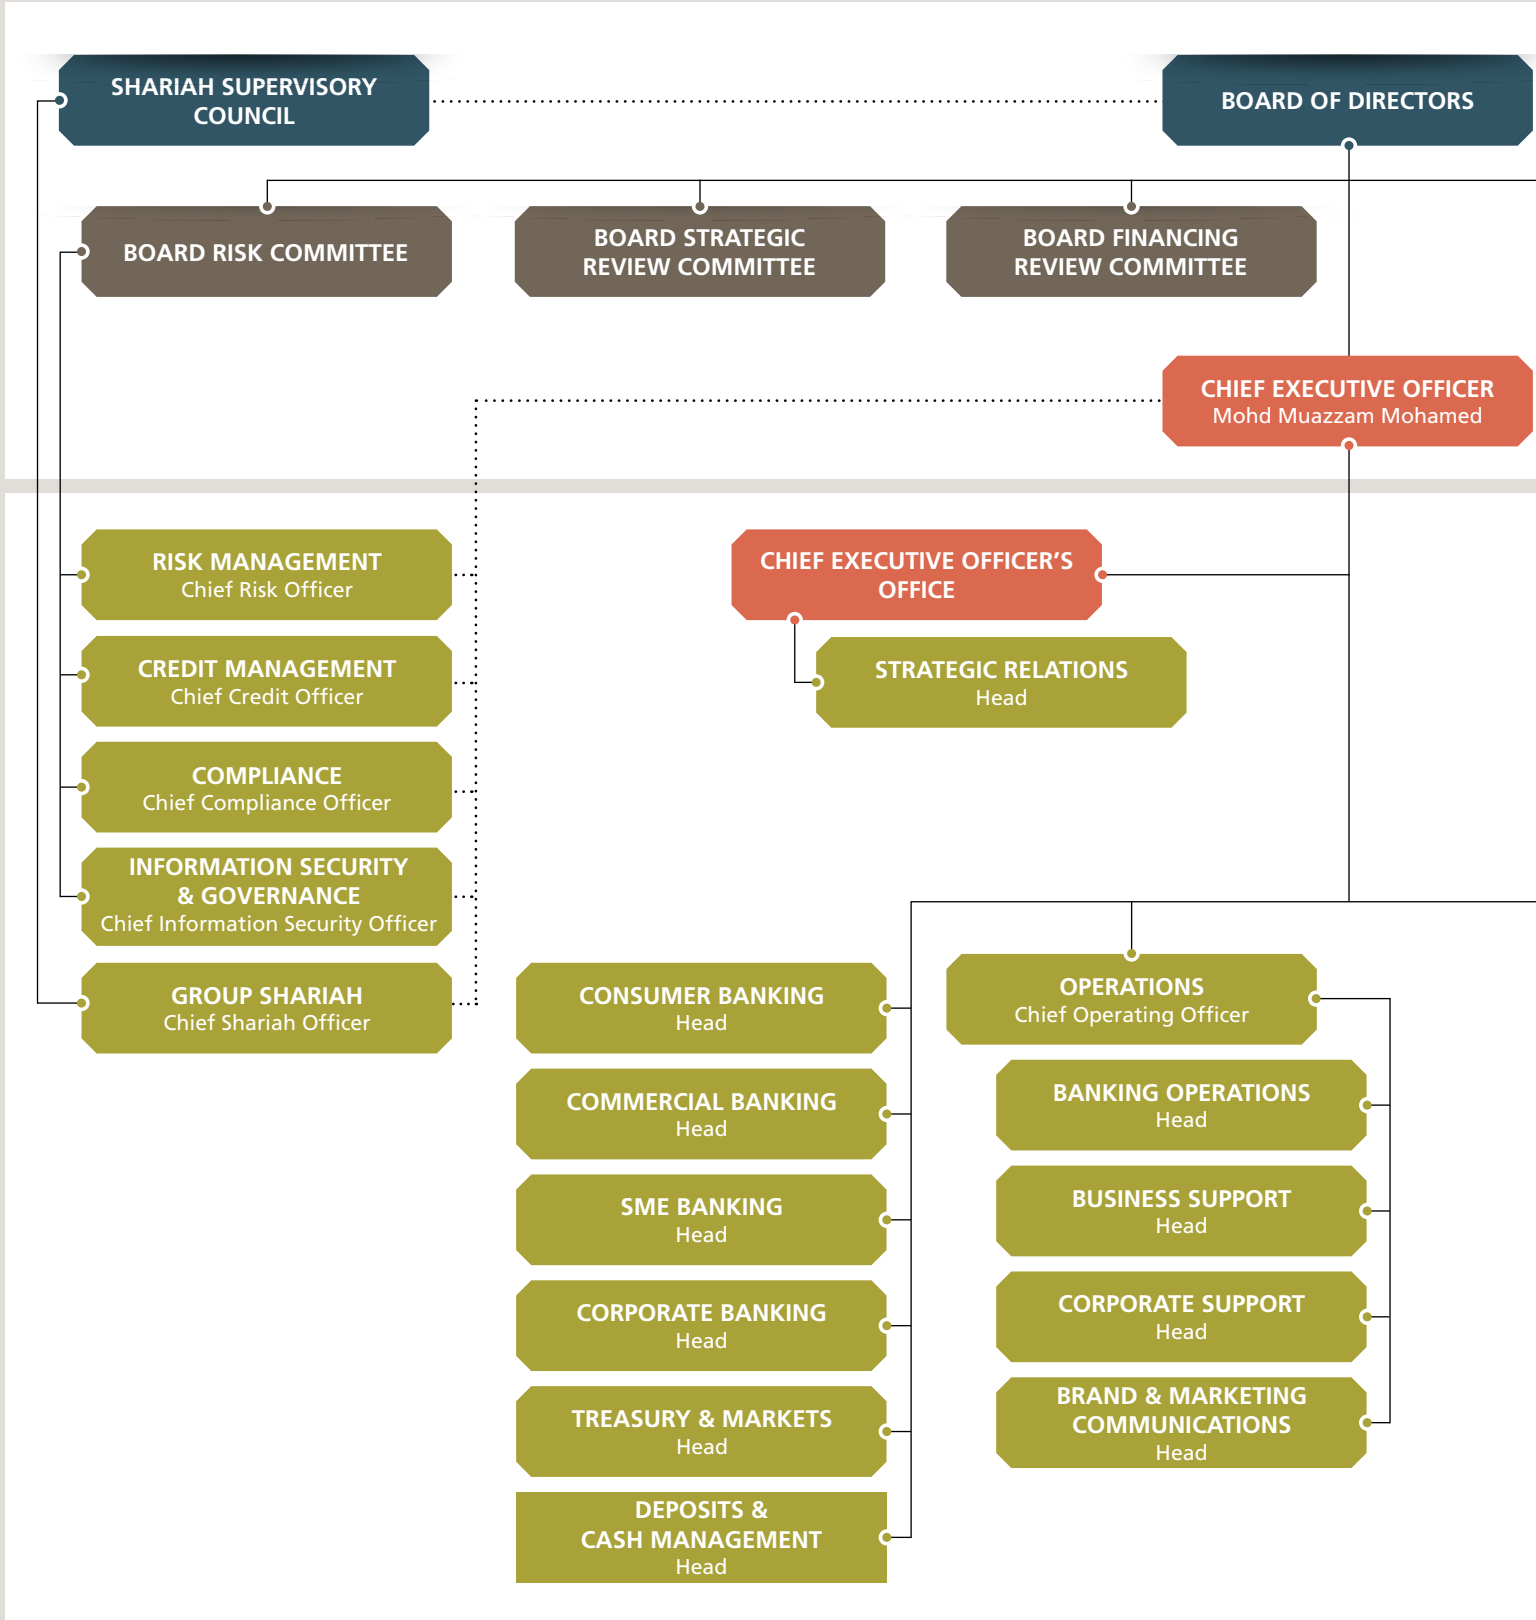 SHARIAH SUPERVISORY
COUNCIL
BOARD OF DIRECTORS
BOARD RISK COMMITTEE
BOARD STRATEGIC
REVIEW COMMITTEE
BOARD FINANCING
REVIEW COMMITTEE
CHIEF EXECUTIVE OFFICER
Mohd Muazzam Mohamed
RISK MANAGEMENT
Chief Risk Officer
CREDIT MANAGEMENT
Chief Credit Officer
COMPLIANCE
Chief Compliance Officer
INFORMATION SECURITY
& GOVERNANCE
Chief Information Security Officer
GROUP SHARIAH
Chief Shariah Officer
CHIEF EXECUTIVE OFFICER’S
OFFICE
STRATEGIC RELATIONS
Head
CONSUMER BANKING
Head
COMMERCIAL BANKING
Head
SME BANKING
Head
CORPORATE BANKING
Head
TREASURY & MARKETS
Head
DEPOSITS &
CASH MANAGEMENT
Head
OPERATIONS
Chief Operating Officer
BANKING OPERATIONS
Head
BUSINESS SUPPORT
Head
CORPORATE SUPPORT
Head
BRAND & MARKETING
COMMUNICATIONS
Head